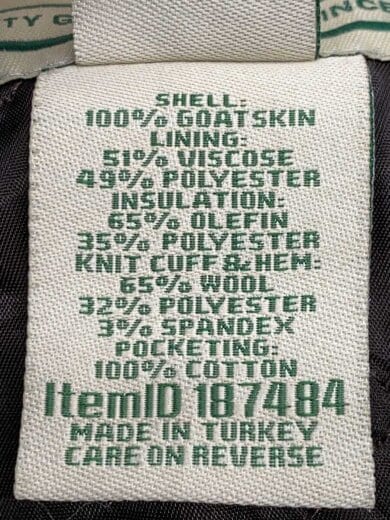 SHELL:
100% GOATSKIN
LINING:
51% VISCOSE
49% POLYESTER
INSULATION:
65% OLEFIN
35% POLYESTER
KNIT CUFF & HEM:
65% WOOL
32% POLYESTER
3% SPANDEX
POCKETING:
100% COTTON
ItemID 187484
MADE IN TURKEY
CARE ON REVERSE